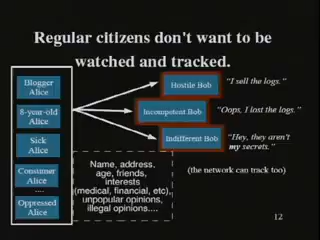 Regular citizens don't want to be
watched and tracked.
Blogger
Alice
8-year-old
Alice
Sick
Alice
Consumer
Alice
....
Oppressed
Alice
Hostile Bob
Incompetent Bob
Indifferent Bob
"I sell the logs."
"Oops, I lost the logs."
"Hey, they aren't
my secrets."
Name, address,
age, friends,
interests
(medical, financial, etc),
unpopular opinions,
illegal opinions....
(the network can track too)
12